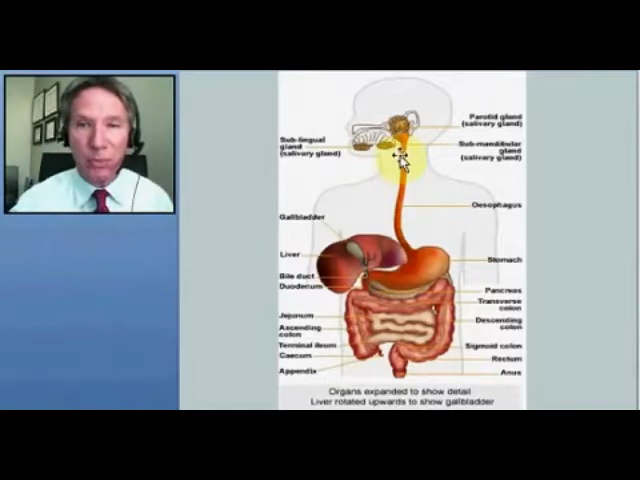 Parotid gland
(salivary gland)
Sub-lingual
gland
(salivary gland)
Sub-mandibular
gland
(salivary gland)
Oesophagus
Gallbladder
Liver
Stomach
Bile duct
Duodenum
Pancreas
Transverse
colon
Jejunum
Descending
colon
Ascending
colon
Terminal ileum
Sigmoid colon
Caecum
Rectum
Appendix
Anus
Organs expanded to show detail
Liver rotated upwards to show gallbladder